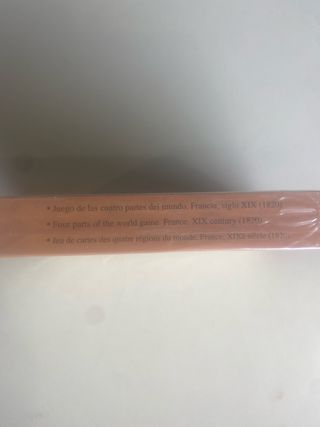 • Juego de las cuatro partes del mundo. Francia, siglo XIX (1820)
• Four parts of the world game. France. XIX century (1820)
• Jeu de cartes des quatre régions du monde. France, XIXe siècle (1820